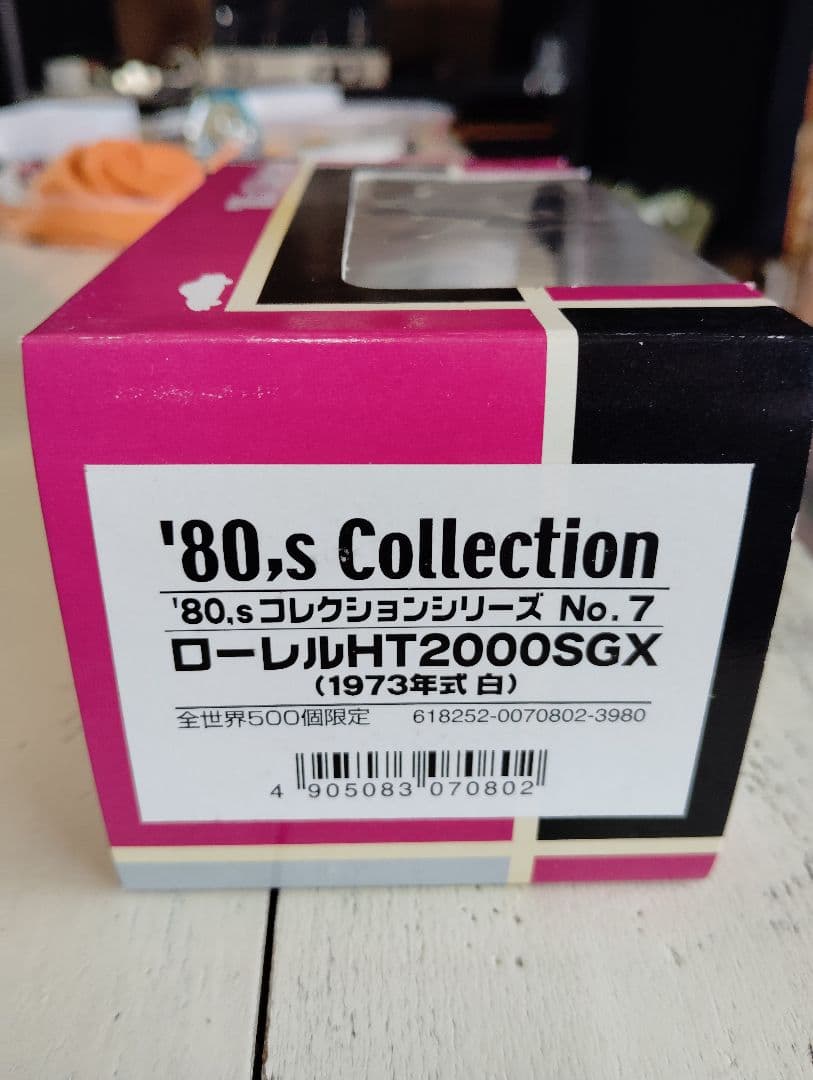 '80,s Collection
'80,sコレクションシリーズ No.7
ローレルHT2000SGX
(1973年式 白)
全世界500個限定 618252-0070802-3980
4 905083 070802